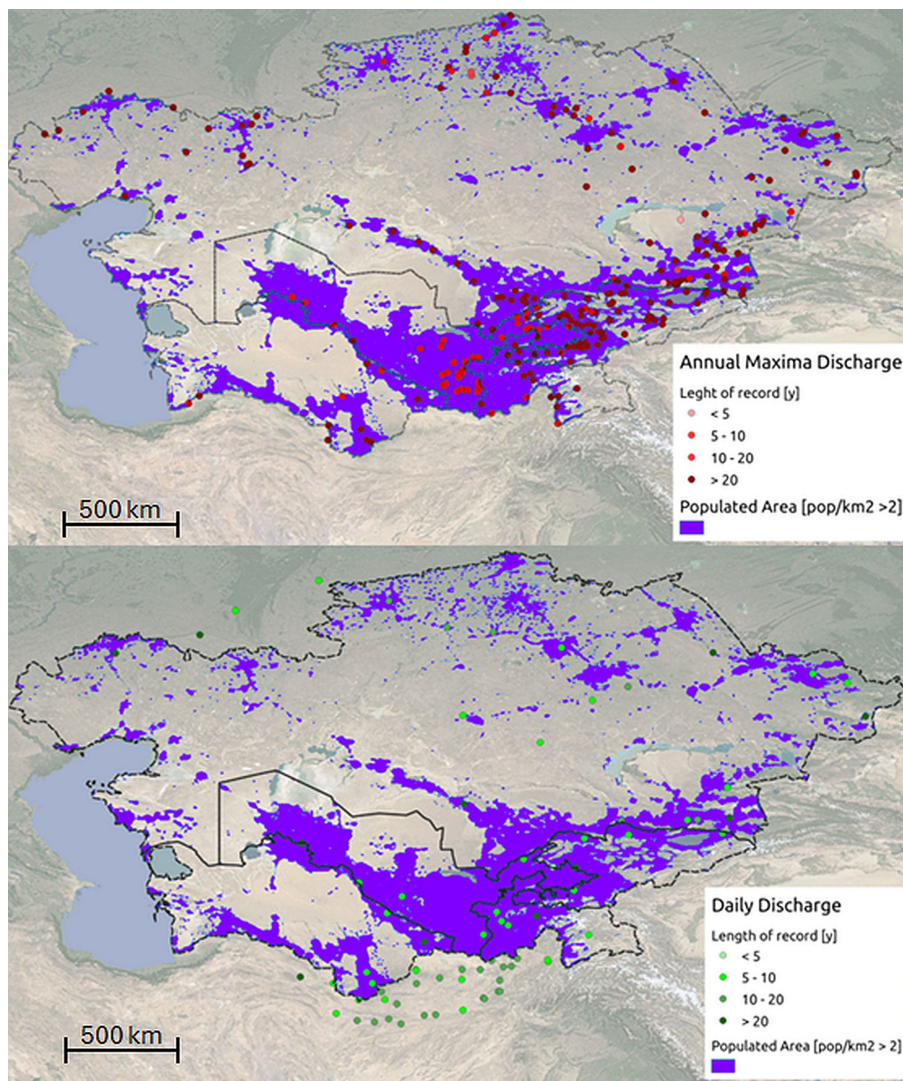 Annual Maxima Discharge
Leght of record [y]
< 5
5 - 10
10 - 20
> 20
Populated Area [pop/km2 >2]
500 km
Daily Discharge
Length of record [y]
< 5
5 - 10
10 - 20
> 20
Populated Area [pop/km2 > 2]
500 km